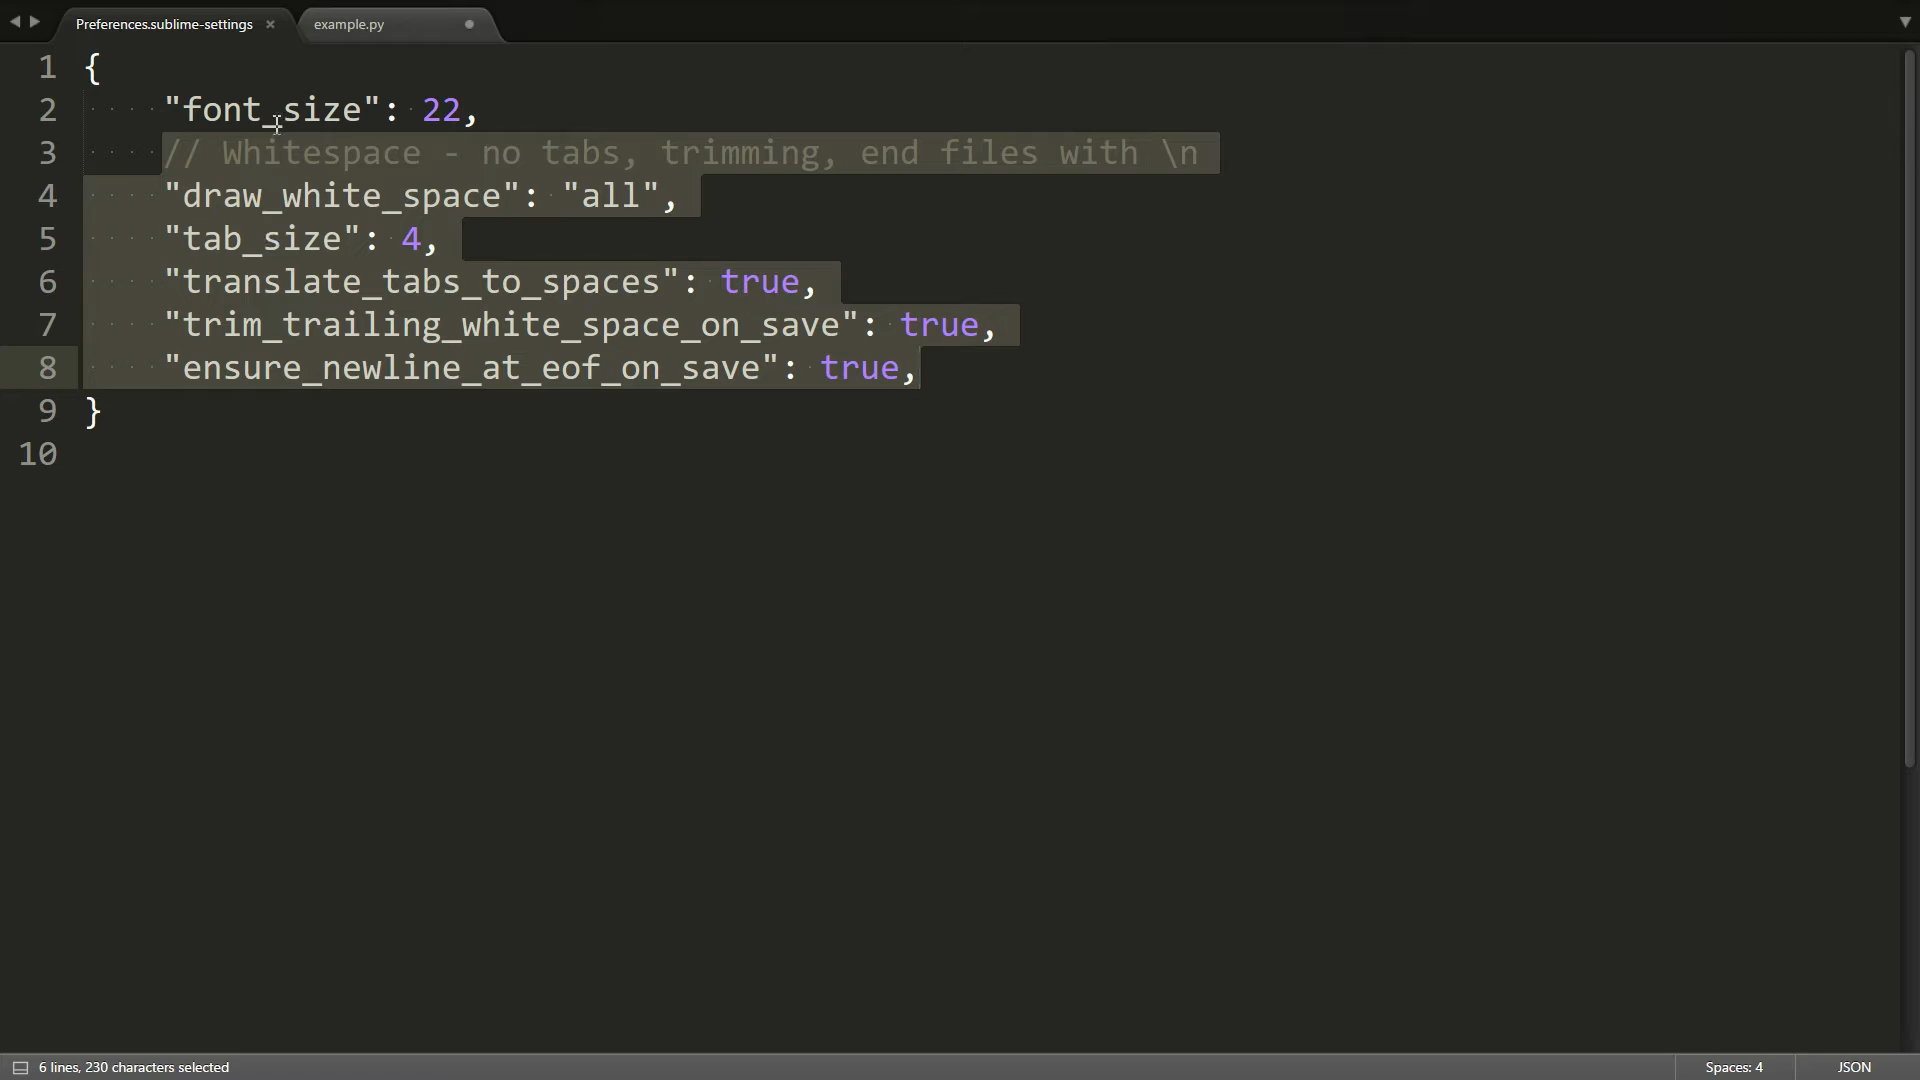 Preferences.sublime-settings × example.py
1 {
2 "font_size": 22,
3 // Whitespace - no tabs, trimming, end files with \n
4 "draw_white_space": "all",
5 "tab_size": 4,
6 "translate_tabs_to_spaces": true,
7 "trim_trailing_white_space_on_save": true,
8 "ensure_newline_at_eof_on_save": true,
9 }
10
6 lines, 230 characters selected Spaces: 4 JSON